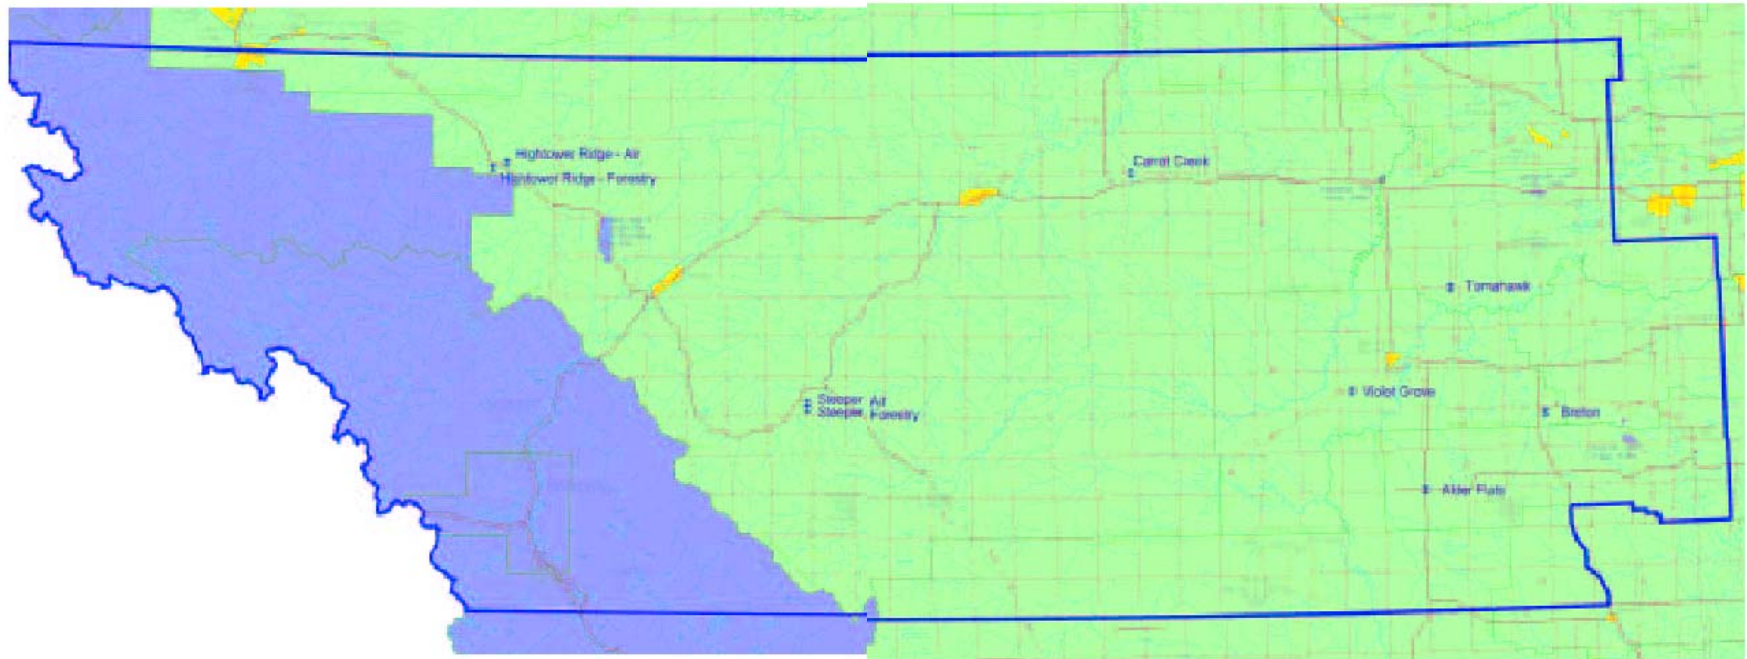 Hightower Ridge - Air
Hightower Ridge - Forestry
Carrot Creek
Tomahawk
Violet Grove
Steeper Air
Steeper Forestry
Breton
Alder Flats